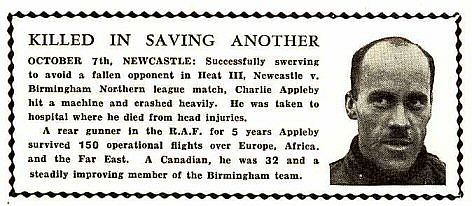 KILLED IN SAVING ANOTHER
OCTOBER 7th, NEWCASTLE: Successfully swerving
to avoid a fallen opponent in Heat III, Newcastle v.
Birmingham Northern league match, Charlie Appleby
hit a machine and crashed heavily. He was taken to
hospital where he died from head injuries.
A rear gunner in the R.A.F. for 5 years Appleby
survived 150 operational flights over Europe, Africa.
and the Far East. A Canadian, he was 32 and a
steadily improving member of the Birmingham team.